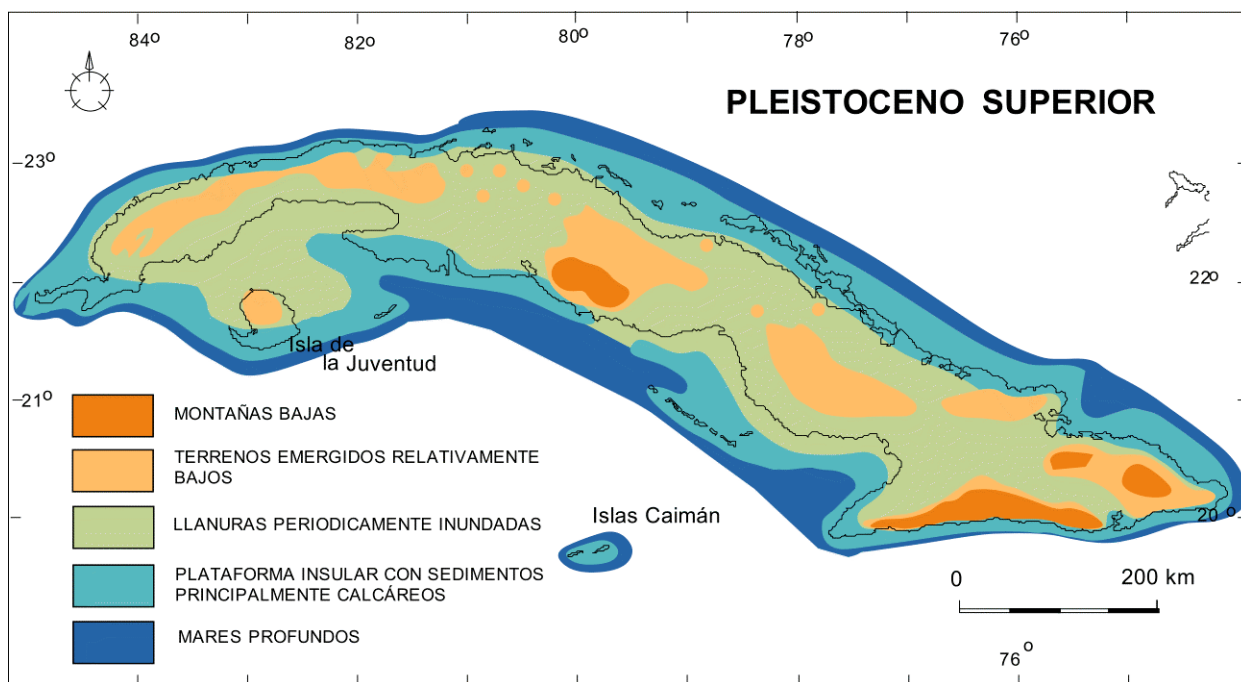 84º
82º
80º
78º
76º
PLEISTOCENO SUPERIOR
23º
22º
Isla de
la Juventud
21º
MONTAÑAS BAJAS
TERRENOS EMERGIDOS RELATIVAMENTE
BAJOS
LLANURAS PERIODICAMENTE INUNDADAS
Islas Caimán
20º
PLATAFORMA INSULAR CON SEDIMENTOS
PRINCIPALMENTE CALCÁREOS
0
200 km
MARES PROFUNDOS
76º